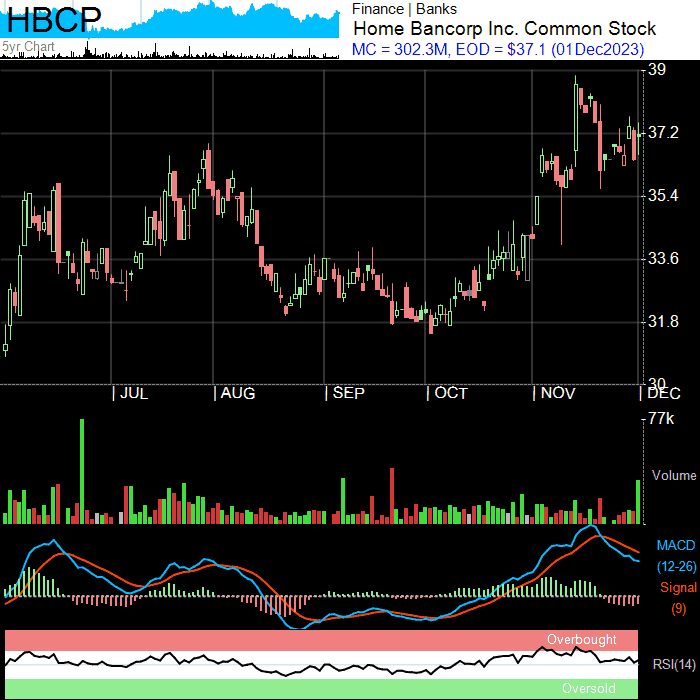 HBCP
5yr Chart
Finance | Banks
Home Bancorp Inc. Common Stock
MC = 302.3M, EOD = $37.1 (01Dec2023)
39
37.2
35.4
33.6
31.8
30
| JUL | AUG | SEP | OCT | NOV | DEC
77k
Volume
MACD
(12-26)
Signal
(9)
Overbought
RSI(14)
Oversold